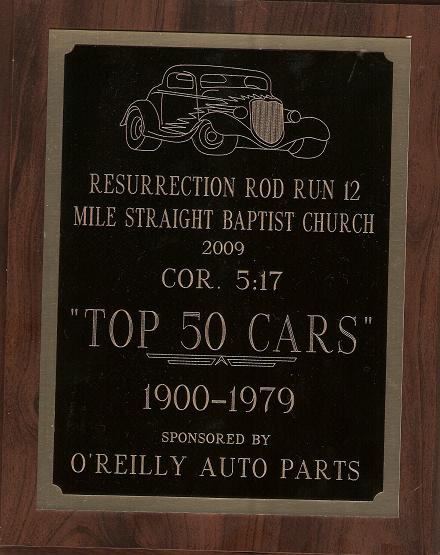 RESURRECTION ROD RUN 12
MILE STRAIGHT BAPTIST CHURCH
2009
COR. 5:17
"TOP 50 CARS"
1900-1979
SPONSORED BY
O'REILLY AUTO PARTS